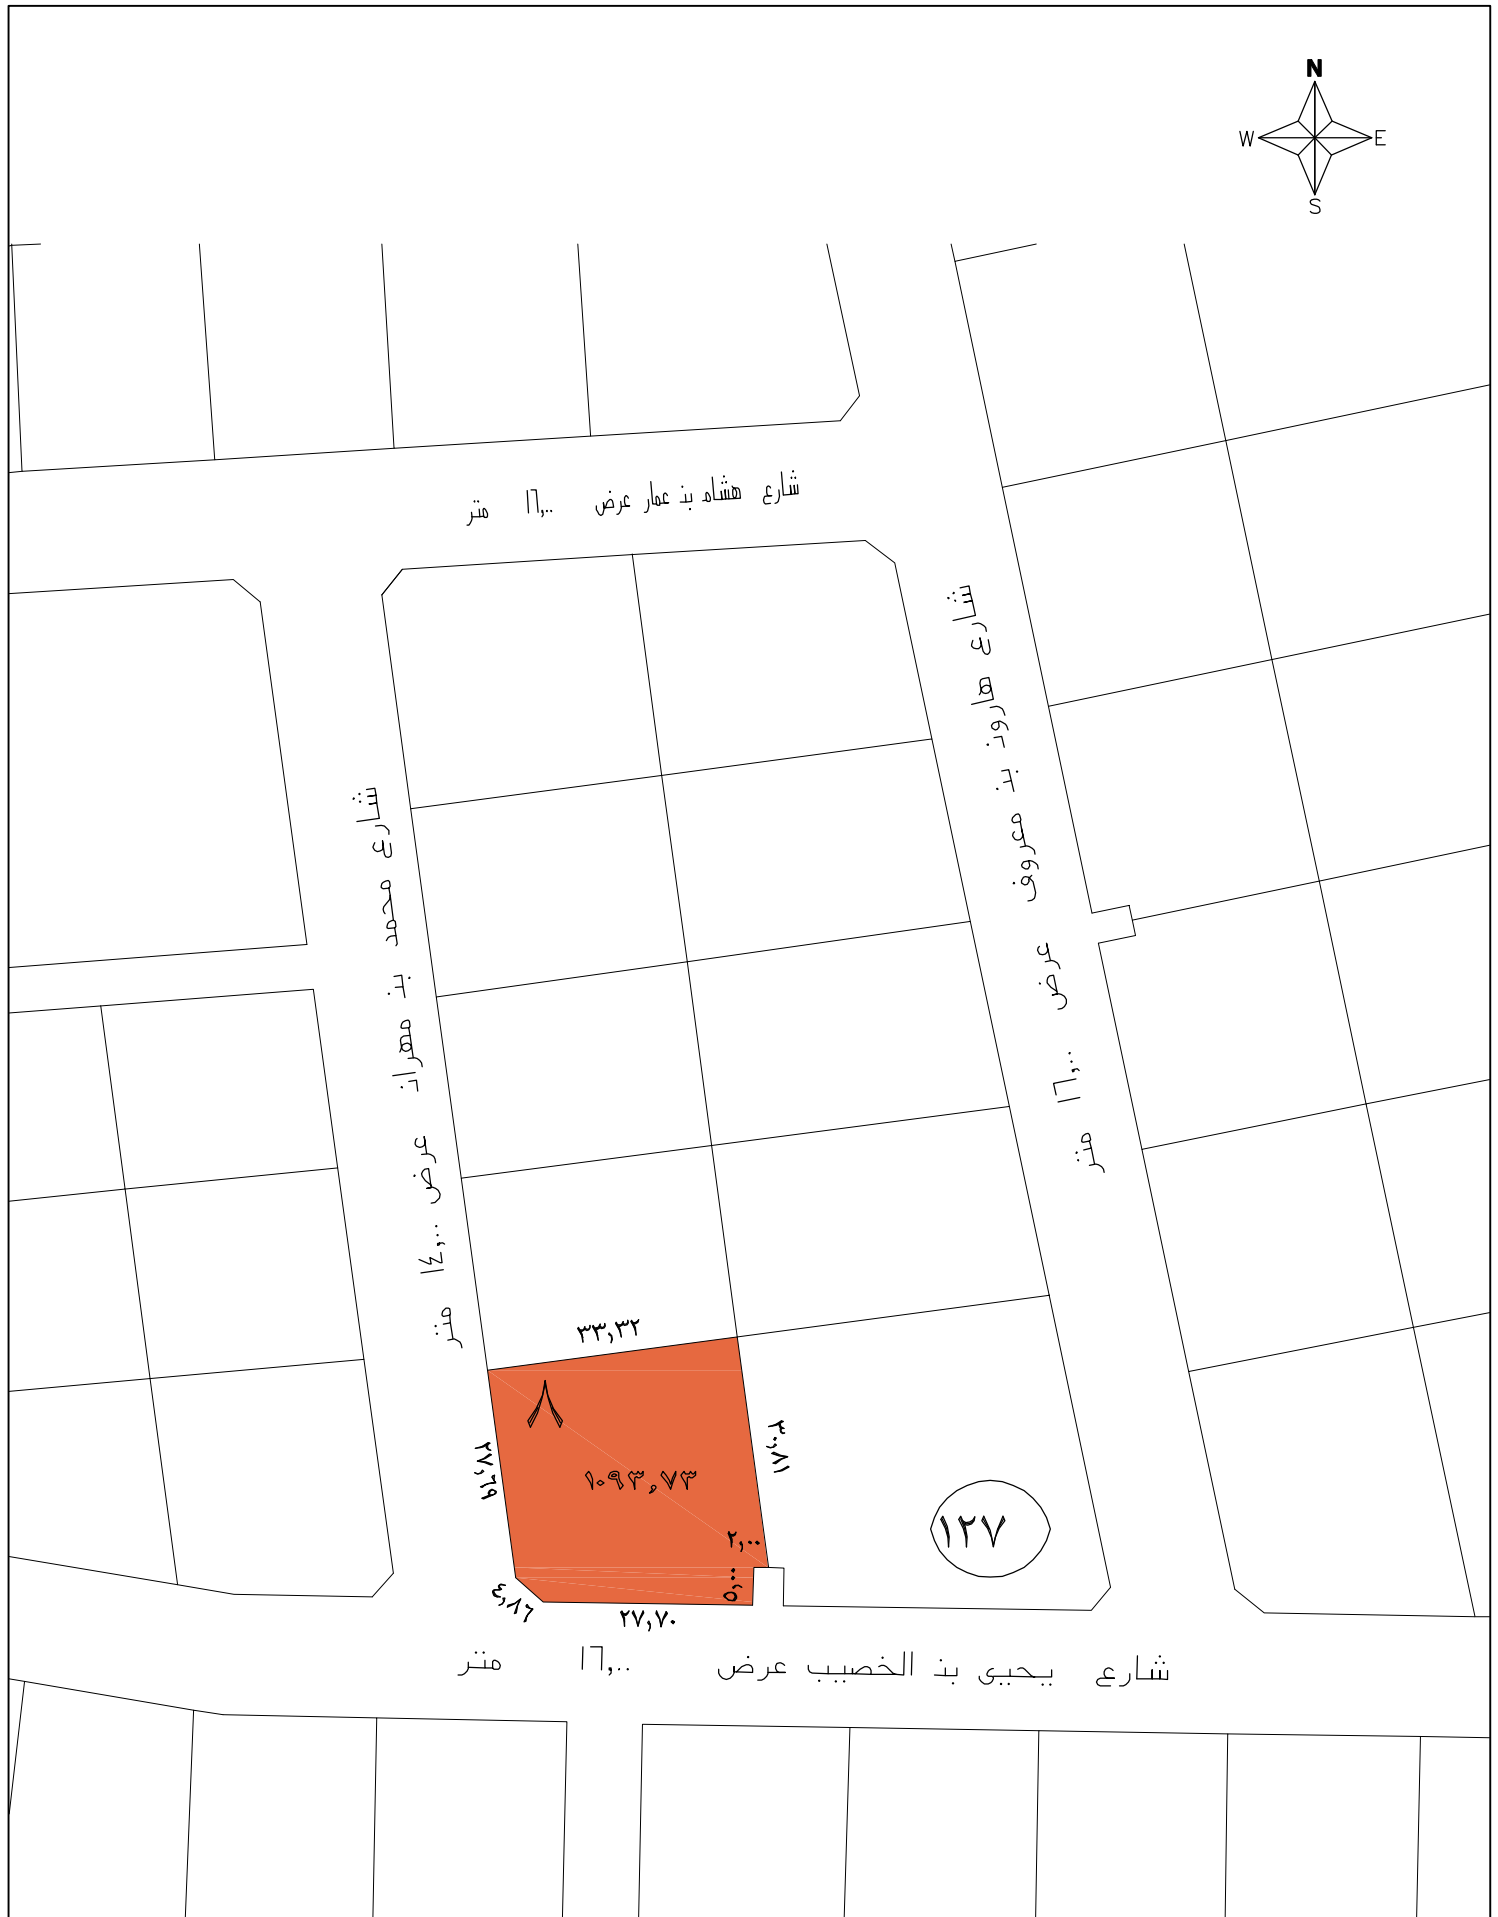 N
W E
S
شارع هشام بن عمار عرض ١٦,٠٠ متر
شارع هارون بن معروف عرض ١٦,٠٠ متر
شارع محمد بن مهران عرض ١٤,٠٠ متر
٣٣,٣٢
٨
٣٠,٨١
٢٧,٦٩
١٠٩٣,٧٣
١٢٧
٢,٠٠
٥,٠٠
٤,٨٦
٢٧,٧٠
شارع يحيى بن الخصيب عرض ١٦,٠٠ متر